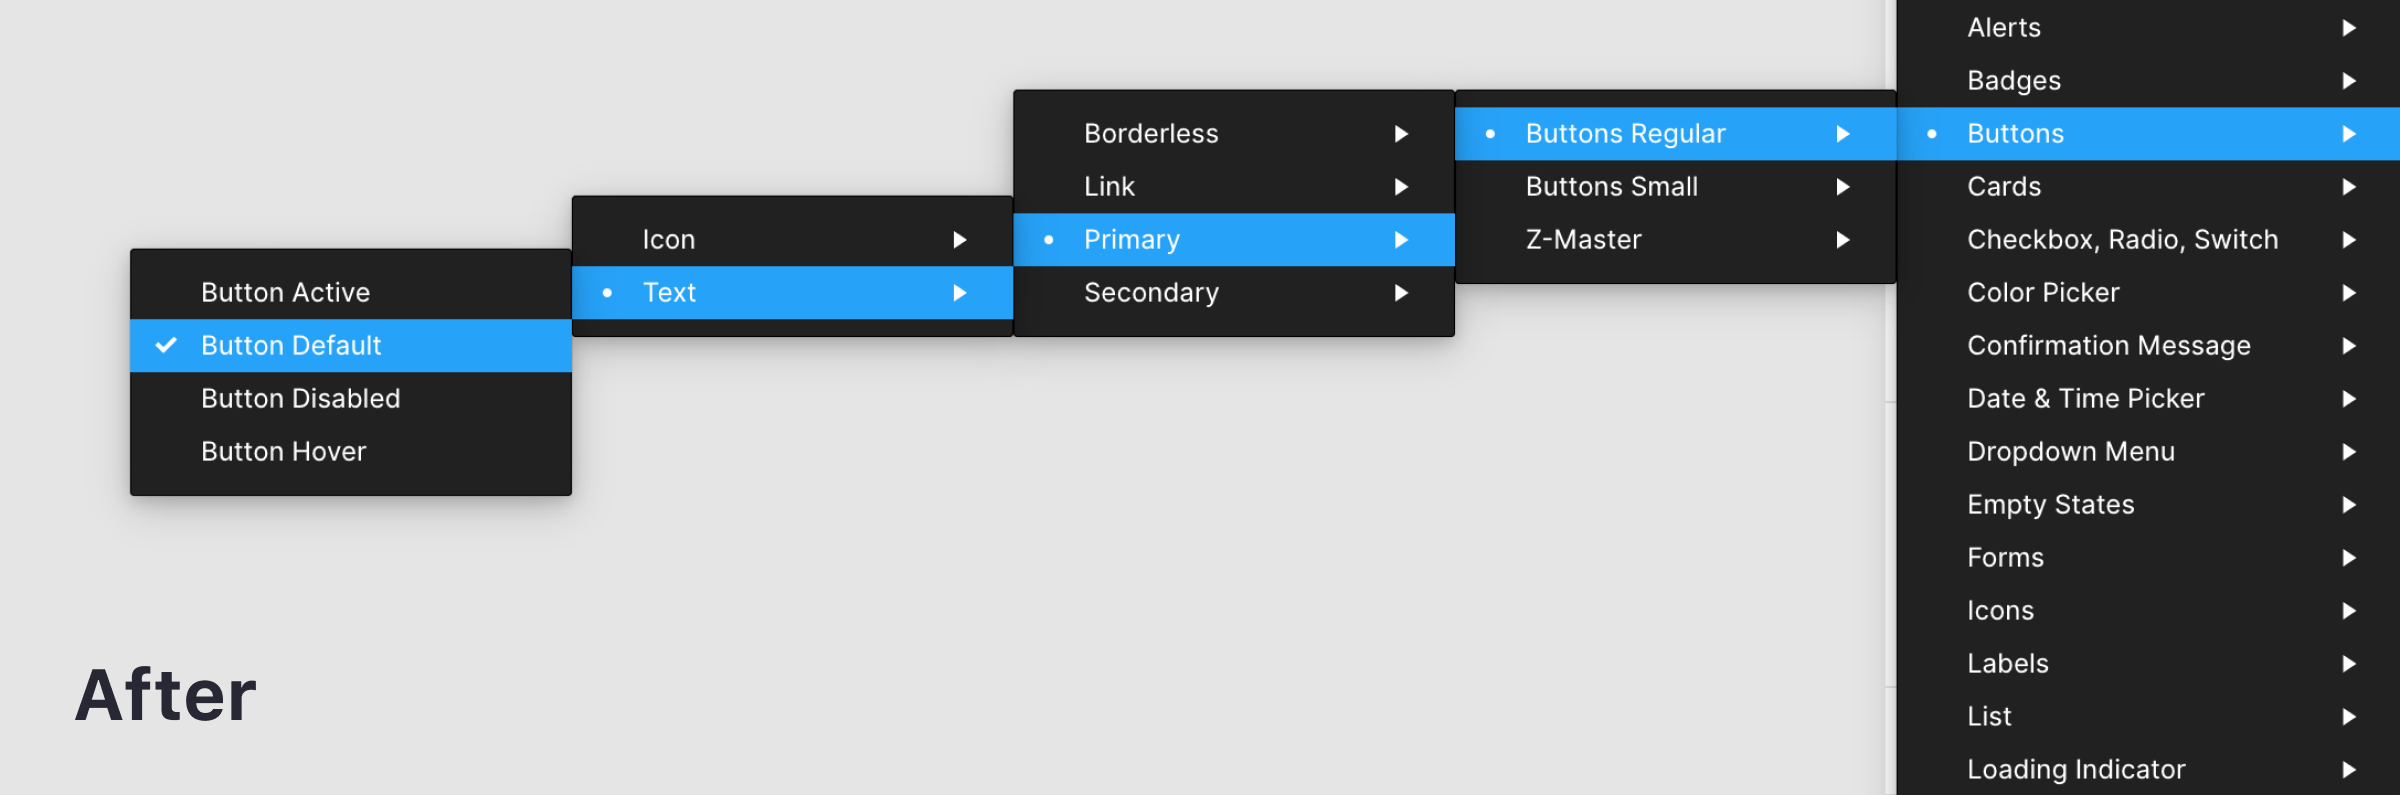 Button Active
Button Default
Button Disabled
Button Hover
Icon
Text
Borderless
Link
Primary
Secondary
Buttons Regular
Buttons Small
Z-Master
Alerts
Badges
Buttons
Cards
Checkbox, Radio, Switch
Color Picker
Confirmation Message
Date & Time Picker
Dropdown Menu
Empty States
Forms
Icons
Labels
List
Loading Indicator
After